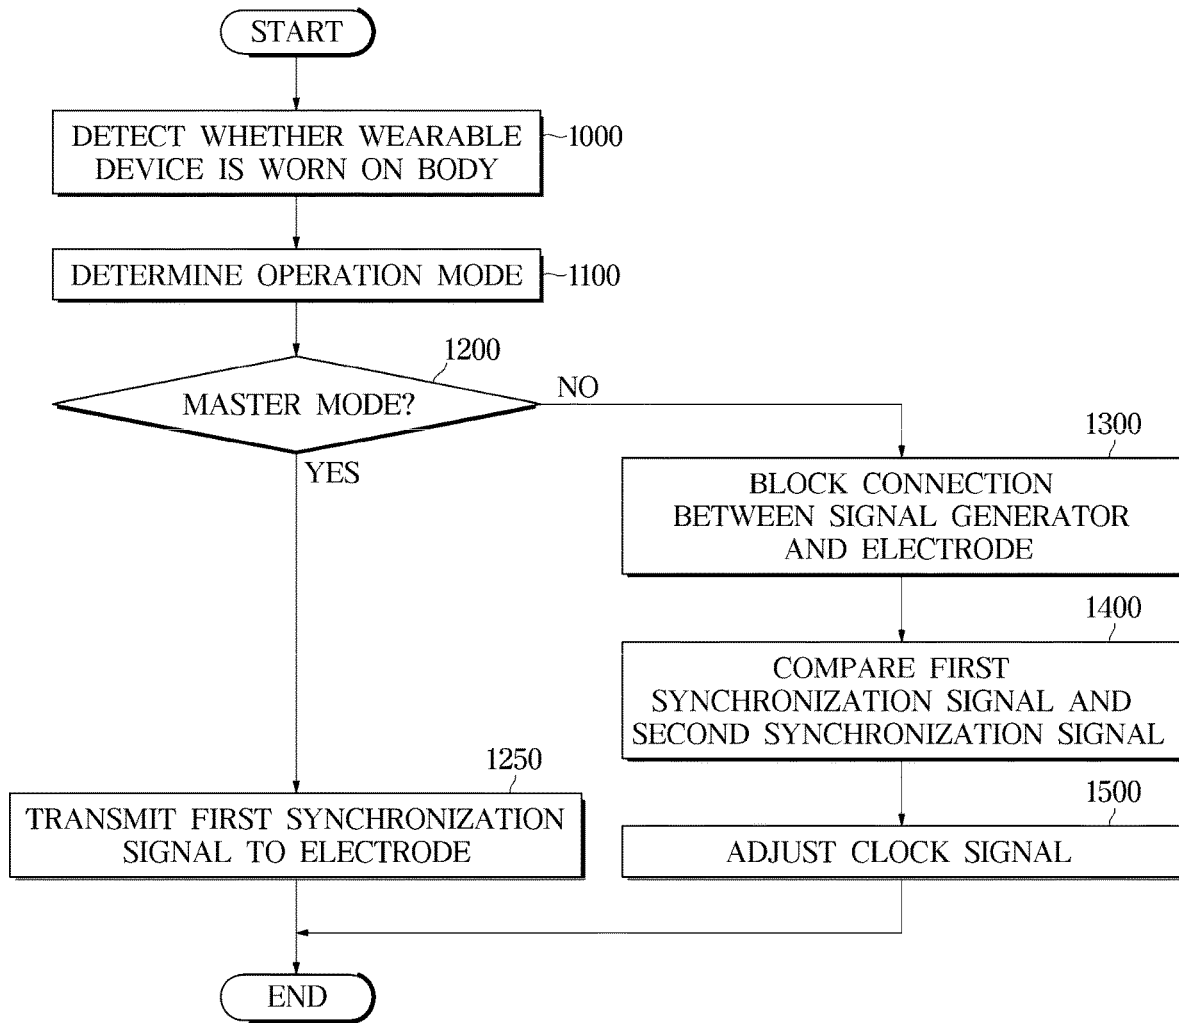 START
DETECT WHETHER WEARABLE
DEVICE IS WORN ON BODY
1000
DETERMINE OPERATION MODE
1100
1200
MASTER MODE?
NO
YES
1300
BLOCK CONNECTION
BETWEEN SIGNAL GENERATOR
AND ELECTRODE
1400
COMPARE FIRST
SYNCHRONIZATION SIGNAL AND
SECOND SYNCHRONIZATION SIGNAL
1250
TRANSMIT FIRST SYNCHRONIZATION
SIGNAL TO ELECTRODE
1500
ADJUST CLOCK SIGNAL
END